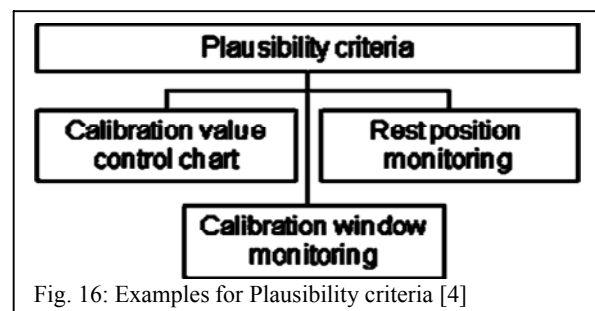 Plausibility criteria
Calibration value
control chart
Rest position
monitoring
Calibration window
monitoring
Fig. 16: Examples for Plausibility criteria [4]